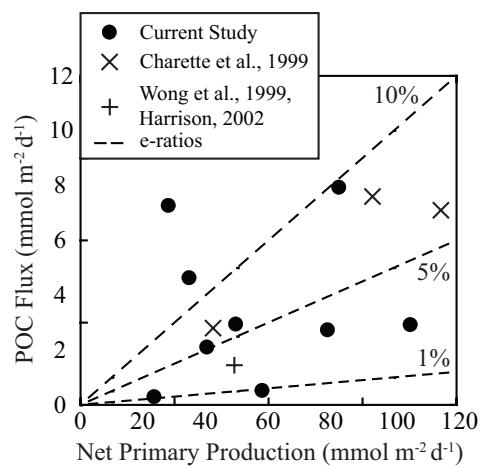 Current Study
Charette et al., 1999
Wong et al., 1999,
Harrison, 2002
e-ratios
12
10
8
6
4
2
0
10%
5%
1%
0
20
40
60
80
100
120
POC Flux (mmol m⁻² d⁻¹)
Net Primary Production (mmol m⁻² d⁻¹)